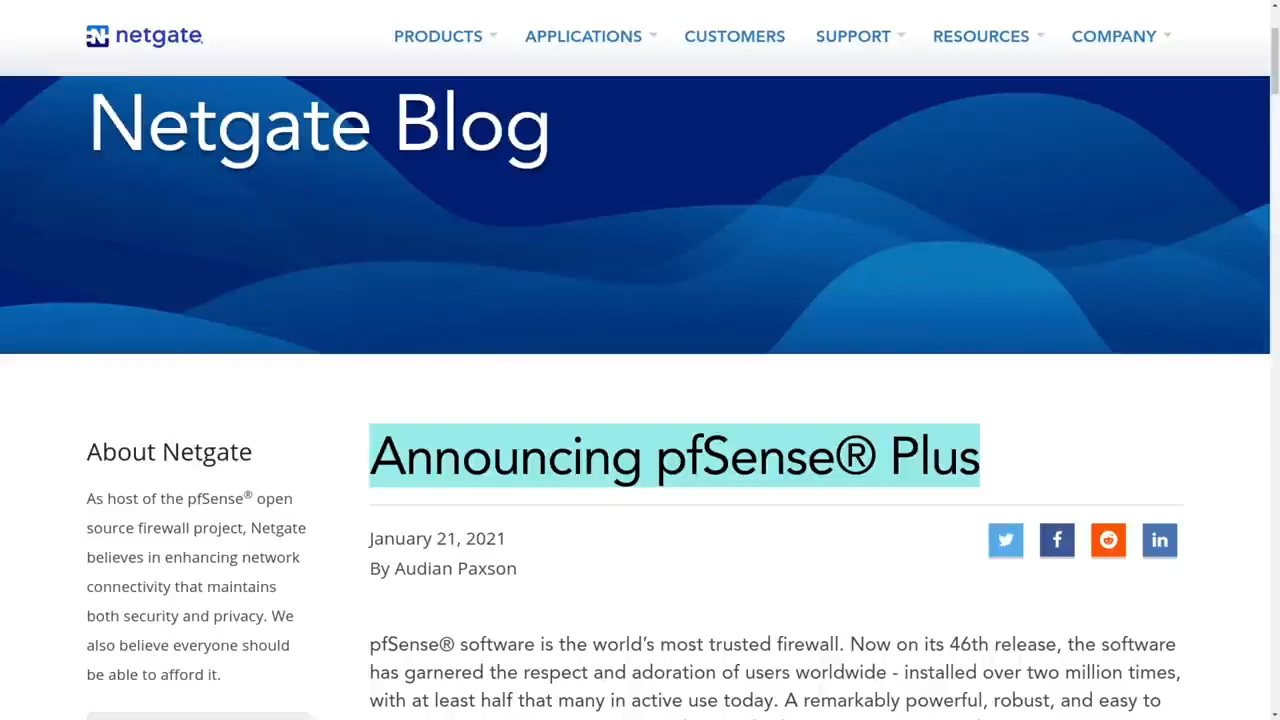 netgate
PRODUCTS
APPLICATIONS
CUSTOMERS
SUPPORT
RESOURCES
COMPANY
Netgate Blog
About Netgate
As host of the pfSense® open
source firewall project, Netgate
believes in enhancing network
connectivity that maintains
both security and privacy. We
also believe everyone should
be able to afford it.
Announcing pfSense® Plus
January 21, 2021
By Audian Paxson
pfSense® software is the world’s most trusted firewall. Now on its 46th release, the software
has garnered the respect and adoration of users worldwide - installed over two million times,
with at least half that many in active use today. A remarkably powerful, robust, and easy to